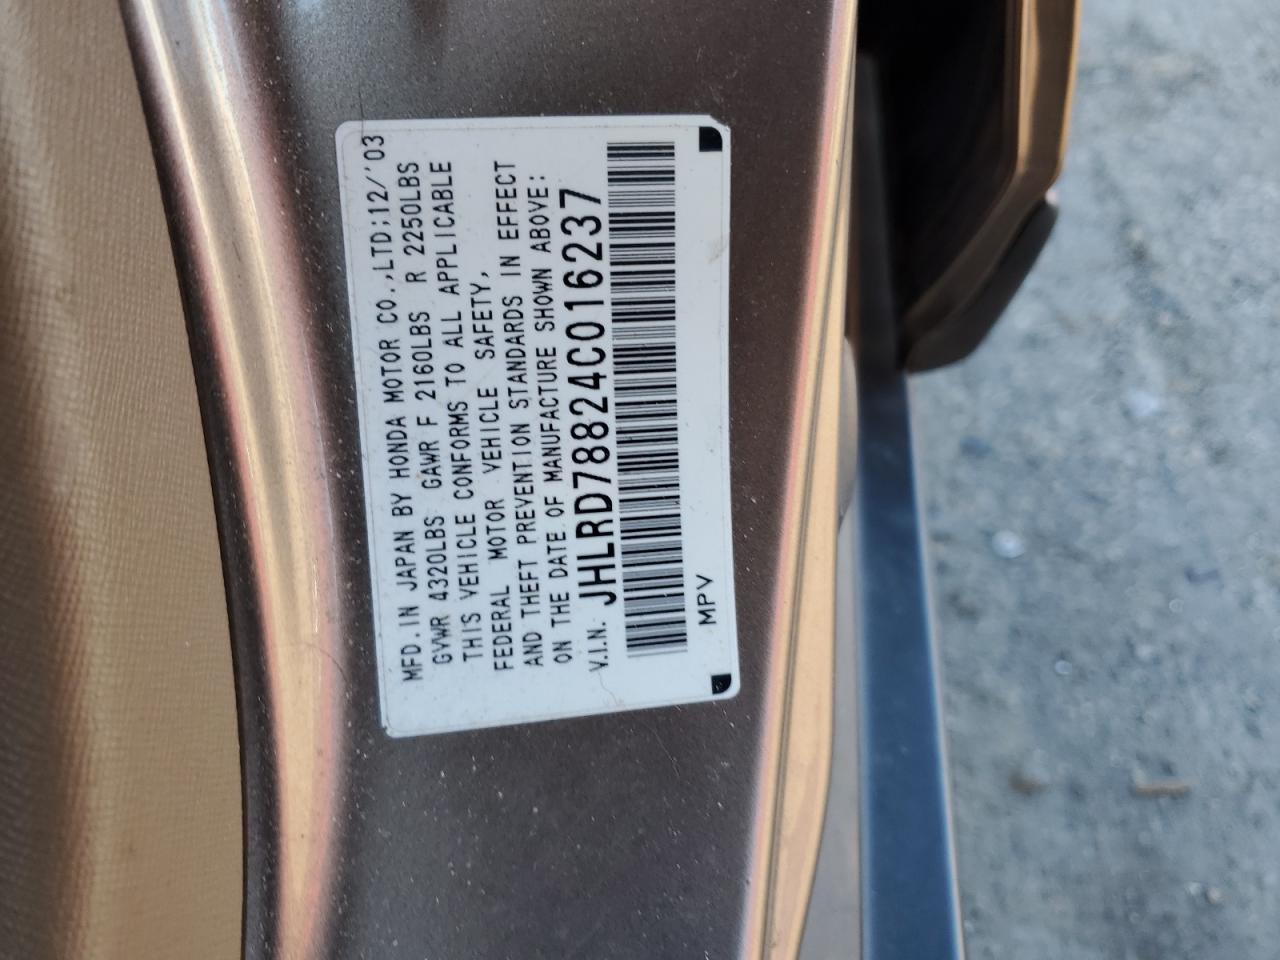 MFD. IN JAPAN BY HONDA MOTOR CO.,LTD;12/'03
GVWR 4320LBS GAWR F 2160LBS R 2250LBS
THIS VEHICLE CONFORMS TO ALL APPLICABLE
FEDERAL MOTOR VEHICLE SAFETY,
AND THEFT PREVENTION STANDARDS IN EFFECT
ON THE DATE OF MANUFACTURE SHOWN ABOVE:
V.I.N. JHLRD78824C016237
MPV